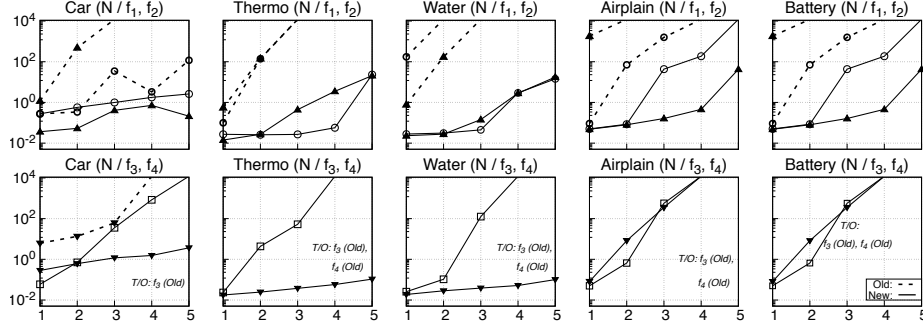 Car (N / f1, f2)
Thermo (N / f1, f2)
Water (N / f1, f2)
Airplain (N / f1, f2)
Battery (N / f1, f2)
10^4
10^2
10^0
10^-2
Car (N / f3, f4)
Thermo (N / f3, f4)
Water (N / f3, f4)
Airplain (N / f3, f4)
Battery (N / f3, f4)
10^4
10^2
10^0
10^-2
T/O: f3 (Old)
T/O: f3 (Old),
f4 (Old)
T/O: f3 (Old),
f4 (Old)
T/O: f3 (Old),
f4 (Old)
T/O:
f3 (Old), f4 (Old)
Old:
New:
1 2 3 4 5
1 2 3 4 5
1 2 3 4 5
1 2 3 4 5
1 2 3 4